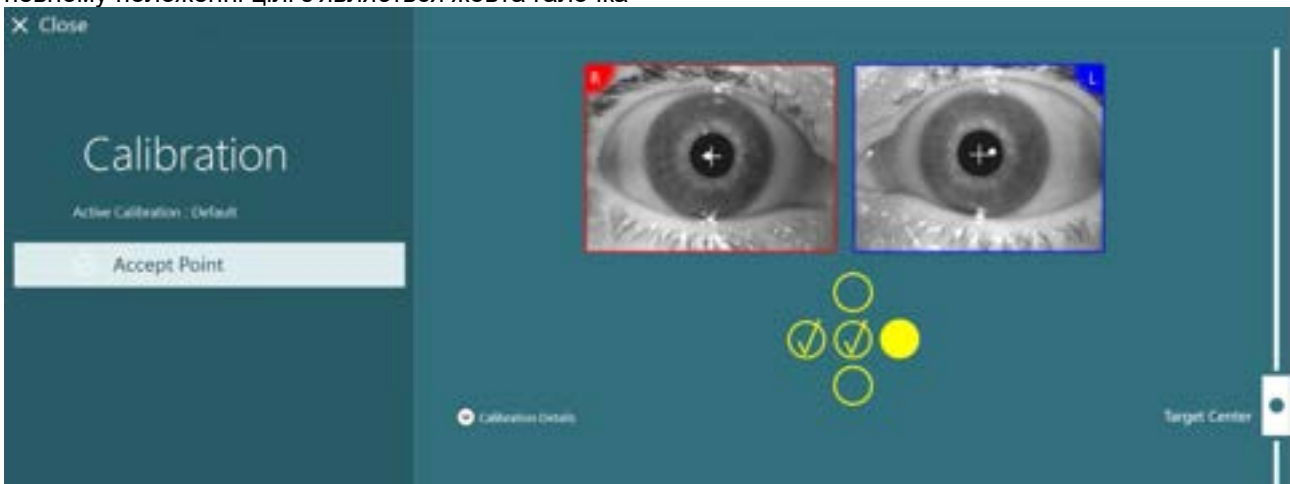 × Close
R
L
Calibration
Active Calibration : Default
Accept Point
Calibration Details
Target Center